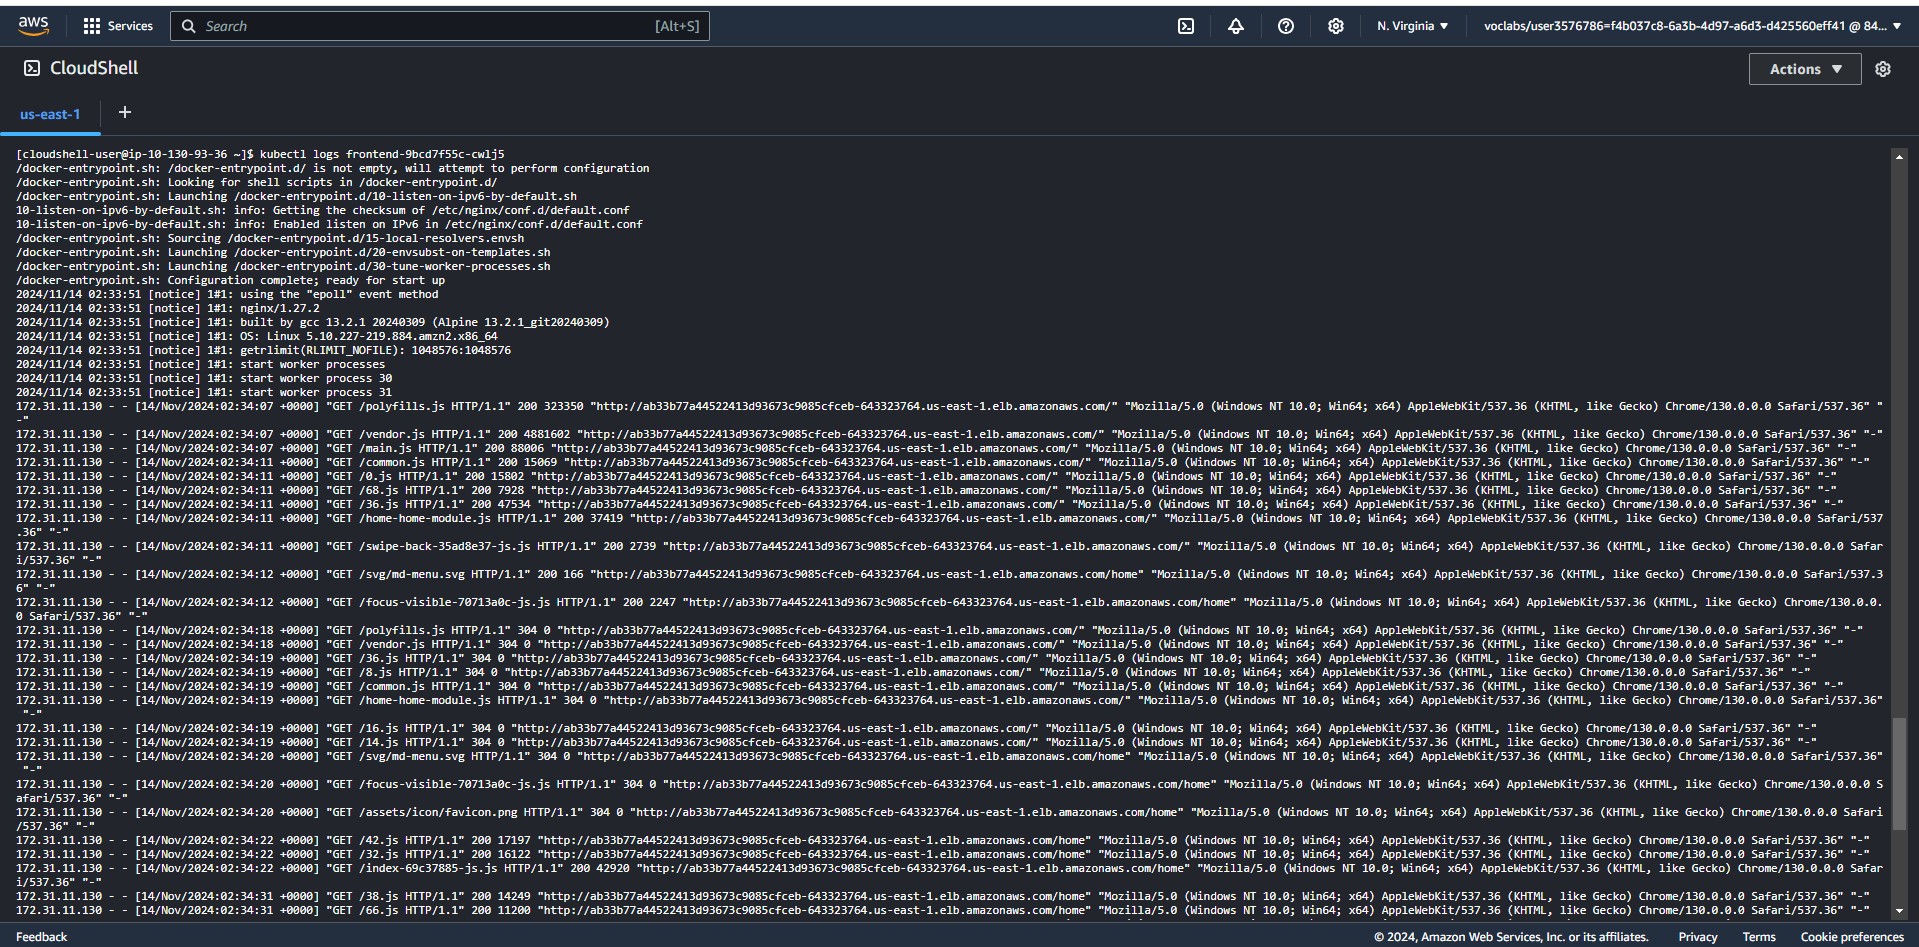 aws
Services
Search
[Alt+S]
N. Virginia ▼
voclabs/user3576786=f4b037c8-6a3b-4d97-a6d3-d425560eff41 @ 84... ▼
CloudShell
Actions ▼
us-east-1
+
[cloudshell-user@ip-10-130-93-36 ~]$ kubectl logs frontend-9bcd7f55c-cwlj5
/docker-entrypoint.sh: /docker-entrypoint.d/ is not empty, will attempt to perform configuration
/docker-entrypoint.sh: Looking for shell scripts in /docker-entrypoint.d/
/docker-entrypoint.sh: Launching /docker-entrypoint.d/10-listen-on-ipv6-by-default.sh
10-listen-on-ipv6-by-default.sh: info: Getting the checksum of /etc/nginx/conf.d/default.conf
10-listen-on-ipv6-by-default.sh: info: Enabled listen on IPv6 in /etc/nginx/conf.d/default.conf
/docker-entrypoint.sh: Sourcing /docker-entrypoint.d/15-local-resolvers.envsh
/docker-entrypoint.sh: Launching /docker-entrypoint.d/20-envsubst-on-templates.sh
/docker-entrypoint.sh: Launching /docker-entrypoint.d/30-tune-worker-processes.sh
/docker-entrypoint.sh: Configuration complete; ready for start up
2024/11/14 02:33:51 [notice] 1#1: using the "epoll" event method
2024/11/14 02:33:51 [notice] 1#1: nginx/1.27.2
2024/11/14 02:33:51 [notice] 1#1: built by gcc 13.2.1 20240309 (Alpine 13.2.1_git20240309)
2024/11/14 02:33:51 [notice] 1#1: OS: Linux 5.10.227-219.884.amzn2.x86_64
2024/11/14 02:33:51 [notice] 1#1: getrlimit(RLIMIT_NOFILE): 1048576:1048576
2024/11/14 02:33:51 [notice] 1#1: start worker processes
2024/11/14 02:33:51 [notice] 1#1: start worker process 30
2024/11/14 02:33:51 [notice] 1#1: start worker process 31
172.31.11.130 - - [14/Nov/2024:02:34:07 +0000] "GET /polyfills.js HTTP/1.1" 200 323350 "http://ab33b77a44522413d93673c9085cfceb-643323764.us-east-1.elb.amazonaws.com/" "Mozilla/5.0 (Windows NT 10.0; Win64; x64) AppleWebKit/537.36 (KHTML, like Gecko) Chrome/130.0.0.0 Safari/537.36" "
-"
172.31.11.130 - - [14/Nov/2024:02:34:07 +0000] "GET /vendor.js HTTP/1.1" 200 4881602 "http://ab33b77a44522413d93673c9085cfceb-643323764.us-east-1.elb.amazonaws.com/" "Mozilla/5.0 (Windows NT 10.0; Win64; x64) AppleWebKit/537.36 (KHTML, like Gecko) Chrome/130.0.0.0 Safari/537.36" "-"
172.31.11.130 - - [14/Nov/2024:02:34:07 +0000] "GET /main.js HTTP/1.1" 200 88006 "http://ab33b77a44522413d93673c9085cfceb-643323764.us-east-1.elb.amazonaws.com/" "Mozilla/5.0 (Windows NT 10.0; Win64; x64) AppleWebKit/537.36 (KHTML, like Gecko) Chrome/130.0.0.0 Safari/537.36" "-"
172.31.11.130 - - [14/Nov/2024:02:34:11 +0000] "GET /common.js HTTP/1.1" 200 15069 "http://ab33b77a44522413d93673c9085cfceb-643323764.us-east-1.elb.amazonaws.com/" "Mozilla/5.0 (Windows NT 10.0; Win64; x64) AppleWebKit/537.36 (KHTML, like Gecko) Chrome/130.0.0.0 Safari/537.36" "-"
172.31.11.130 - - [14/Nov/2024:02:34:11 +0000] "GET /0.js HTTP/1.1" 200 15802 "http://ab33b77a44522413d93673c9085cfceb-643323764.us-east-1.elb.amazonaws.com/" "Mozilla/5.0 (Windows NT 10.0; Win64; x64) AppleWebKit/537.36 (KHTML, like Gecko) Chrome/130.0.0.0 Safari/537.36" "-"
172.31.11.130 - - [14/Nov/2024:02:34:11 +0000] "GET /68.js HTTP/1.1" 200 7928 "http://ab33b77a44522413d93673c9085cfceb-643323764.us-east-1.elb.amazonaws.com/" "Mozilla/5.0 (Windows NT 10.0; Win64; x64) AppleWebKit/537.36 (KHTML, like Gecko) Chrome/130.0.0.0 Safari/537.36" "-"
172.31.11.130 - - [14/Nov/2024:02:34:11 +0000] "GET /36.js HTTP/1.1" 200 47534 "http://ab33b77a44522413d93673c9085cfceb-643323764.us-east-1.elb.amazonaws.com/" "Mozilla/5.0 (Windows NT 10.0; Win64; x64) AppleWebKit/537.36 (KHTML, like Gecko) Chrome/130.0.0.0 Safari/537.36" "-"
172.31.11.130 - - [14/Nov/2024:02:34:11 +0000] "GET /home-home-module.js HTTP/1.1" 200 37419 "http://ab33b77a44522413d93673c9085cfceb-643323764.us-east-1.elb.amazonaws.com/" "Mozilla/5.0 (Windows NT 10.0; Win64; x64) AppleWebKit/537.36 (KHTML, like Gecko) Chrome/130.0.0.0 Safari/537
.36" "-"
172.31.11.130 - - [14/Nov/2024:02:34:11 +0000] "GET /swipe-back-35ad8e37-js.js HTTP/1.1" 200 2739 "http://ab33b77a44522413d93673c9085cfceb-643323764.us-east-1.elb.amazonaws.com/" "Mozilla/5.0 (Windows NT 10.0; Win64; x64) AppleWebKit/537.36 (KHTML, like Gecko) Chrome/130.0.0.0 Safar
i/537.36" "-"
172.31.11.130 - - [14/Nov/2024:02:34:12 +0000] "GET /svg/md-menu.svg HTTP/1.1" 200 166 "http://ab33b77a44522413d93673c9085cfceb-643323764.us-east-1.elb.amazonaws.com/home" "Mozilla/5.0 (Windows NT 10.0; Win64; x64) AppleWebKit/537.36 (KHTML, like Gecko) Chrome/130.0.0.0 Safari/537.3
6" "-"
172.31.11.130 - - [14/Nov/2024:02:34:12 +0000] "GET /focus-visible-70713a0c-js.js HTTP/1.1" 200 2247 "http://ab33b77a44522413d93673c9085cfceb-643323764.us-east-1.elb.amazonaws.com/home" "Mozilla/5.0 (Windows NT 10.0; Win64; x64) AppleWebKit/537.36 (KHTML, like Gecko) Chrome/130.0.0.
0 Safari/537.36" "-"
172.31.11.130 - - [14/Nov/2024:02:34:18 +0000] "GET /polyfills.js HTTP/1.1" 304 0 "http://ab33b77a44522413d93673c9085cfceb-643323764.us-east-1.elb.amazonaws.com/" "Mozilla/5.0 (Windows NT 10.0; Win64; x64) AppleWebKit/537.36 (KHTML, like Gecko) Chrome/130.0.0.0 Safari/537.36" "-"
172.31.11.130 - - [14/Nov/2024:02:34:18 +0000] "GET /vendor.js HTTP/1.1" 304 0 "http://ab33b77a44522413d93673c9085cfceb-643323764.us-east-1.elb.amazonaws.com/" "Mozilla/5.0 (Windows NT 10.0; Win64; x64) AppleWebKit/537.36 (KHTML, like Gecko) Chrome/130.0.0.0 Safari/537.36" "-"
172.31.11.130 - - [14/Nov/2024:02:34:19 +0000] "GET /36.js HTTP/1.1" 304 0 "http://ab33b77a44522413d93673c9085cfceb-643323764.us-east-1.elb.amazonaws.com/" "Mozilla/5.0 (Windows NT 10.0; Win64; x64) AppleWebKit/537.36 (KHTML, like Gecko) Chrome/130.0.0.0 Safari/537.36" "-"
172.31.11.130 - - [14/Nov/2024:02:34:19 +0000] "GET /8.js HTTP/1.1" 304 0 "http://ab33b77a44522413d93673c9085cfceb-643323764.us-east-1.elb.amazonaws.com/" "Mozilla/5.0 (Windows NT 10.0; Win64; x64) AppleWebKit/537.36 (KHTML, like Gecko) Chrome/130.0.0.0 Safari/537.36" "-"
172.31.11.130 - - [14/Nov/2024:02:34:19 +0000] "GET /common.js HTTP/1.1" 304 0 "http://ab33b77a44522413d93673c9085cfceb-643323764.us-east-1.elb.amazonaws.com/" "Mozilla/5.0 (Windows NT 10.0; Win64; x64) AppleWebKit/537.36 (KHTML, like Gecko) Chrome/130.0.0.0 Safari/537.36" "-"
172.31.11.130 - - [14/Nov/2024:02:34:19 +0000] "GET /home-home-module.js HTTP/1.1" 304 0 "http://ab33b77a44522413d93673c9085cfceb-643323764.us-east-1.elb.amazonaws.com/" "Mozilla/5.0 (Windows NT 10.0; Win64; x64) AppleWebKit/537.36 (KHTML, like Gecko) Chrome/130.0.0.0 Safari/537.36"
"-"
172.31.11.130 - - [14/Nov/2024:02:34:19 +0000] "GET /16.js HTTP/1.1" 304 0 "http://ab33b77a44522413d93673c9085cfceb-643323764.us-east-1.elb.amazonaws.com/" "Mozilla/5.0 (Windows NT 10.0; Win64; x64) AppleWebKit/537.36 (KHTML, like Gecko) Chrome/130.0.0.0 Safari/537.36" "-"
172.31.11.130 - - [14/Nov/2024:02:34:19 +0000] "GET /14.js HTTP/1.1" 304 0 "http://ab33b77a44522413d93673c9085cfceb-643323764.us-east-1.elb.amazonaws.com/" "Mozilla/5.0 (Windows NT 10.0; Win64; x64) AppleWebKit/537.36 (KHTML, like Gecko) Chrome/130.0.0.0 Safari/537.36" "-"
172.31.11.130 - - [14/Nov/2024:02:34:20 +0000] "GET /svg/md-menu.svg HTTP/1.1" 304 0 "http://ab33b77a44522413d93673c9085cfceb-643323764.us-east-1.elb.amazonaws.com/home" "Mozilla/5.0 (Windows NT 10.0; Win64; x64) AppleWebKit/537.36 (KHTML, like Gecko) Chrome/130.0.0.0 Safari/537.36"
"-"
172.31.11.130 - - [14/Nov/2024:02:34:20 +0000] "GET /focus-visible-70713a0c-js.js HTTP/1.1" 304 0 "http://ab33b77a44522413d93673c9085cfceb-643323764.us-east-1.elb.amazonaws.com/home" "Mozilla/5.0 (Windows NT 10.0; Win64; x64) AppleWebKit/537.36 (KHTML, like Gecko) Chrome/130.0.0.0 S
afari/537.36" "-"
172.31.11.130 - - [14/Nov/2024:02:34:20 +0000] "GET /assets/icon/favicon.png HTTP/1.1" 304 0 "http://ab33b77a44522413d93673c9085cfceb-643323764.us-east-1.elb.amazonaws.com/home" "Mozilla/5.0 (Windows NT 10.0; Win64; x64) AppleWebKit/537.36 (KHTML, like Gecko) Chrome/130.0.0.0 Safari
/537.36" "-"
172.31.11.130 - - [14/Nov/2024:02:34:22 +0000] "GET /42.js HTTP/1.1" 200 17197 "http://ab33b77a44522413d93673c9085cfceb-643323764.us-east-1.elb.amazonaws.com/home" "Mozilla/5.0 (Windows NT 10.0; Win64; x64) AppleWebKit/537.36 (KHTML, like Gecko) Chrome/130.0.0.0 Safari/537.36" "-"
172.31.11.130 - - [14/Nov/2024:02:34:22 +0000] "GET /32.js HTTP/1.1" 200 16122 "http://ab33b77a44522413d93673c9085cfceb-643323764.us-east-1.elb.amazonaws.com/home" "Mozilla/5.0 (Windows NT 10.0; Win64; x64) AppleWebKit/537.36 (KHTML, like Gecko) Chrome/130.0.0.0 Safari/537.36" "-"
172.31.11.130 - - [14/Nov/2024:02:34:22 +0000] "GET /index-69c37885-js.js HTTP/1.1" 200 42920 "http://ab33b77a44522413d93673c9085cfceb-643323764.us-east-1.elb.amazonaws.com/home" "Mozilla/5.0 (Windows NT 10.0; Win64; x64) AppleWebKit/537.36 (KHTML, like Gecko) Chrome/130.0.0.0 Safar
i/537.36" "-"
172.31.11.130 - - [14/Nov/2024:02:34:31 +0000] "GET /38.js HTTP/1.1" 200 14249 "http://ab33b77a44522413d93673c9085cfceb-643323764.us-east-1.elb.amazonaws.com/home" "Mozilla/5.0 (Windows NT 10.0; Win64; x64) AppleWebKit/537.36 (KHTML, like Gecko) Chrome/130.0.0.0 Safari/537.36" "-"
172.31.11.130 - - [14/Nov/2024:02:34:31 +0000] "GET /66.js HTTP/1.1" 200 11200 "http://ab33b77a44522413d93673c9085cfceb-643323764.us-east-1.elb.amazonaws.com/home" "Mozilla/5.0 (Windows NT 10.0; Win64; x64) AppleWebKit/537.36 (KHTML, like Gecko) Chrome/130.0.0.0 Safari/537.36" "-"
Feedback
© 2024, Amazon Web Services, Inc. or its affiliates.
Privacy
Terms
Cookie preferences